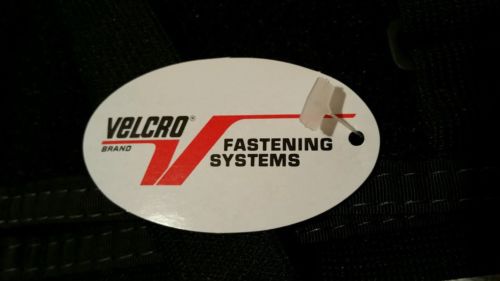 VELCRO®
BRAND
FASTENING
SYSTEMS